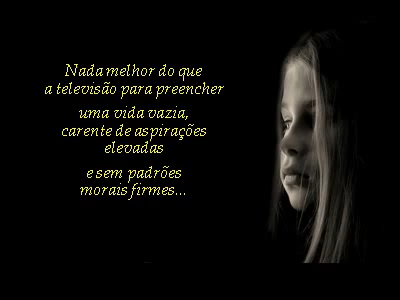 Nada melhor do que
a televisão para preencher
uma vida vazia,
carente de aspirações
elevadas
e sem padrões
morais firmes...